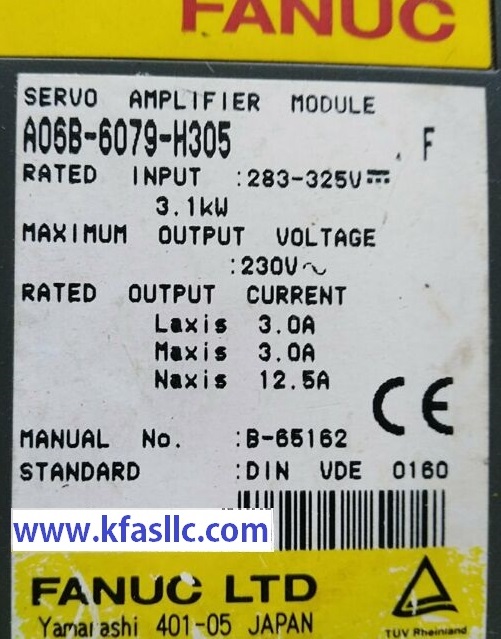 FANUC
SERVO AMPLIFIER MODULE
A06B-6079-H305 F
RATED INPUT :283-325V⎓
3.1kW
MAXIMUM OUTPUT VOLTAGE
:230V~
RATED OUTPUT CURRENT
Laxis 3.0A
Maxis 3.0A
Naxis 12.5A
CE
MANUAL No. :B-65162
STANDARD :DIN VDE 0160
www.kfasllc.com
FANUC LTD
Yamanashi 401-05 JAPAN
TÜV Rheinland